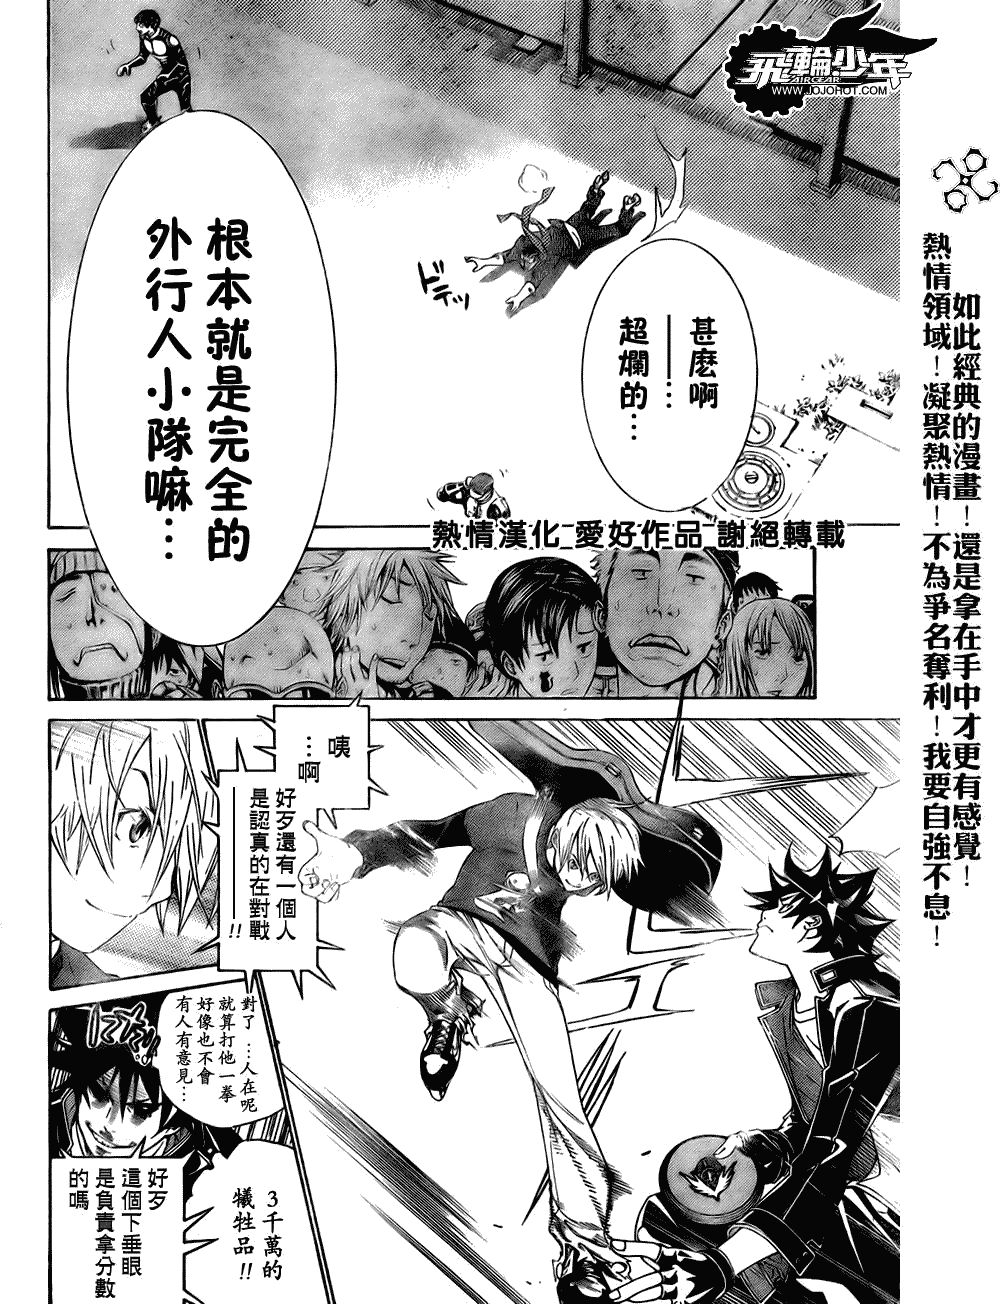 飛輪少年
AIR GEAR
WWW.JOJOHOT.COM
如此經典的漫畫！還是拿在手中才更有感覺！
熱情領域！凝聚熱情！不為爭名奪利！我要自強不息！
甚麼啊
──…
超爛的…
ドテッ
根本就是完全的
外行人小隊嘛…
熱情漢化 愛好作品 謝絕轉載
咦
…啊
好歹還有一個人
是認真的在對戰
──!!
對了…人在呢
就算打他一拳
好像也不會
有人有意見…
3千萬的
犧牲品!!
好歹
這個下垂眼
是負責拿分數
的嗎